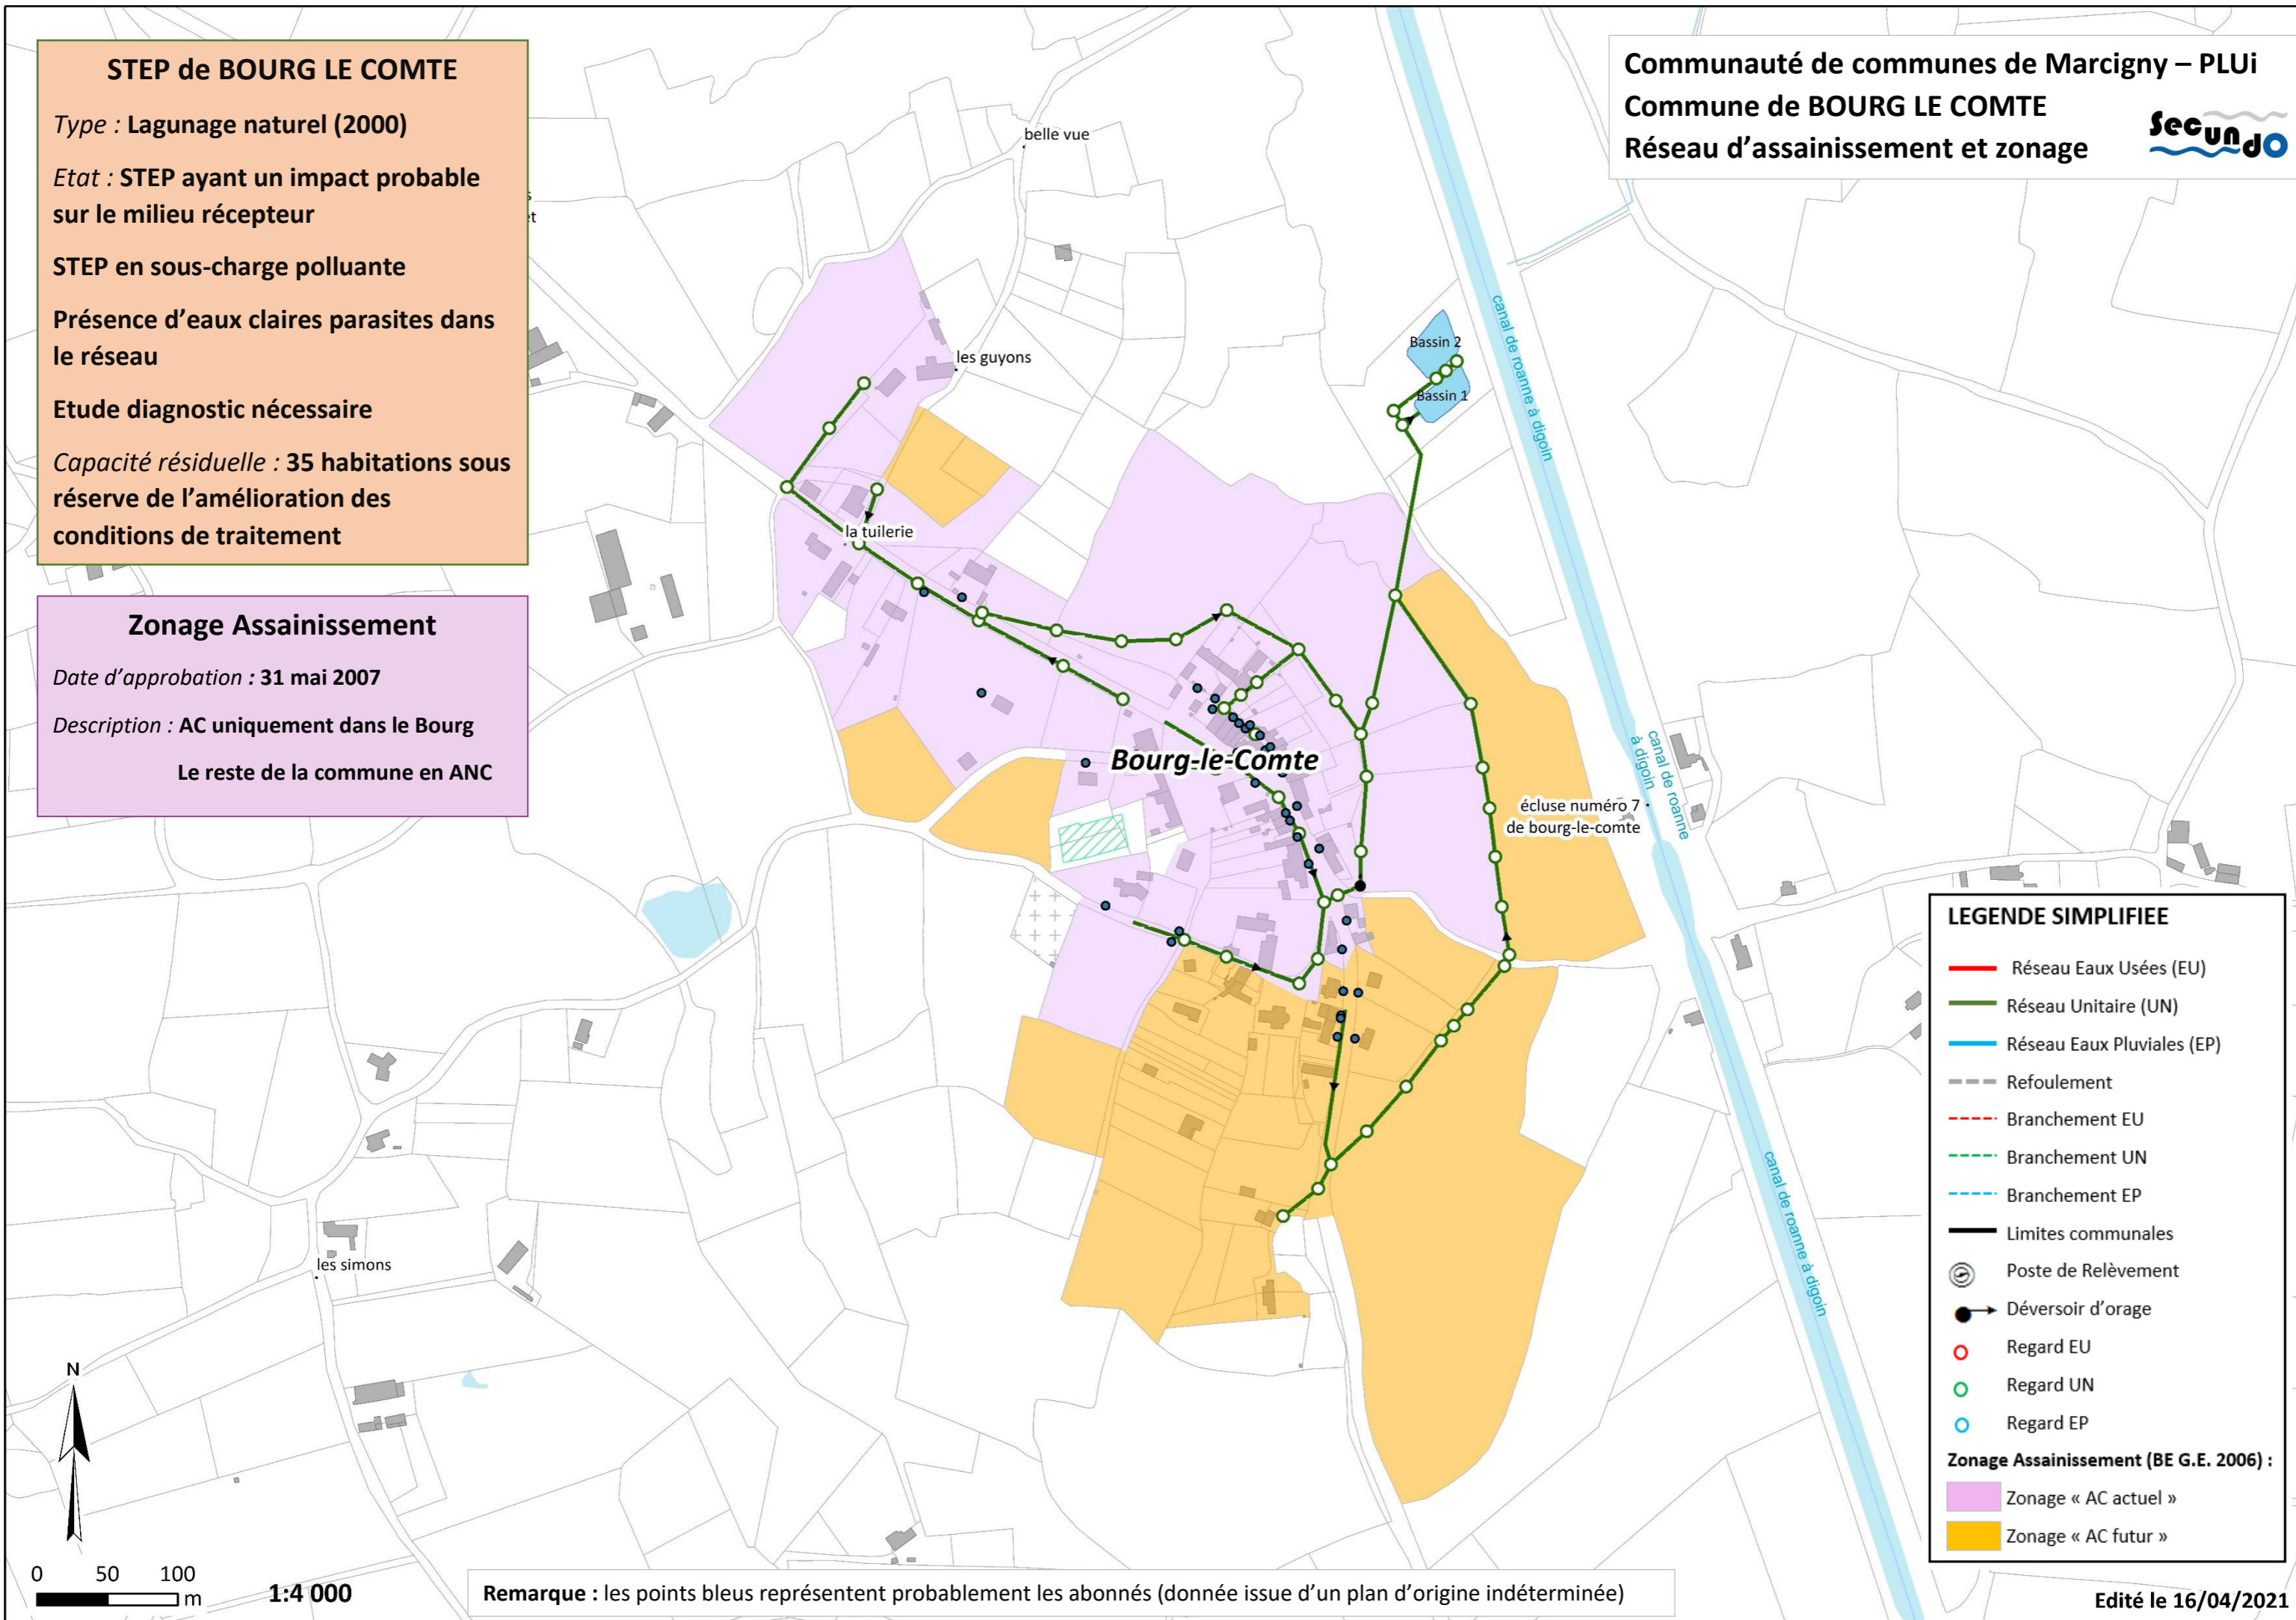 STEP de BOURG LE COMTE
Type : Lagunage naturel (2000)
Etat : STEP ayant un impact probable
sur le milieu récepteur
STEP en sous-charge polluante
Présence d'eaux claires parasites dans
le réseau
Etude diagnostic nécessaire
Capacité résiduelle : 35 habitations sous
réserve de l'amélioration des
conditions de traitement
Zonage Assainissement
Date d'approbation : 31 mai 2007
Description : AC uniquement dans le Bourg
Le reste de la commune en ANC
Communauté de communes de Marcigny – PLUi
Commune de BOURG LE COMTE
Réseau d'assainissement et zonage
Secundo
belle vue
les guyons
la tuilerie
Bassin 2
Bassin 1
canal de roanne à digoin
Bourg-le-Comte
écluse numéro 7
de bourg-le-comte
canal de roanne
à digoin
canal de roanne à digoin
les simons
LEGENDE SIMPLIFIEE
Réseau Eaux Usées (EU)
Réseau Unitaire (UN)
Réseau Eaux Pluviales (EP)
Refoulement
Branchement EU
Branchement UN
Branchement EP
Limites communales
Poste de Relèvement
Déversoir d'orage
Regard EU
Regard UN
Regard EP
Zonage Assainissement (BE G.E. 2006) :
Zonage « AC actuel »
Zonage « AC futur »
N
0 50 100
m
1:4 000
Remarque : les points bleus représentent probablement les abonnés (donnée issue d'un plan d'origine indéterminée)
Edité le 16/04/2021